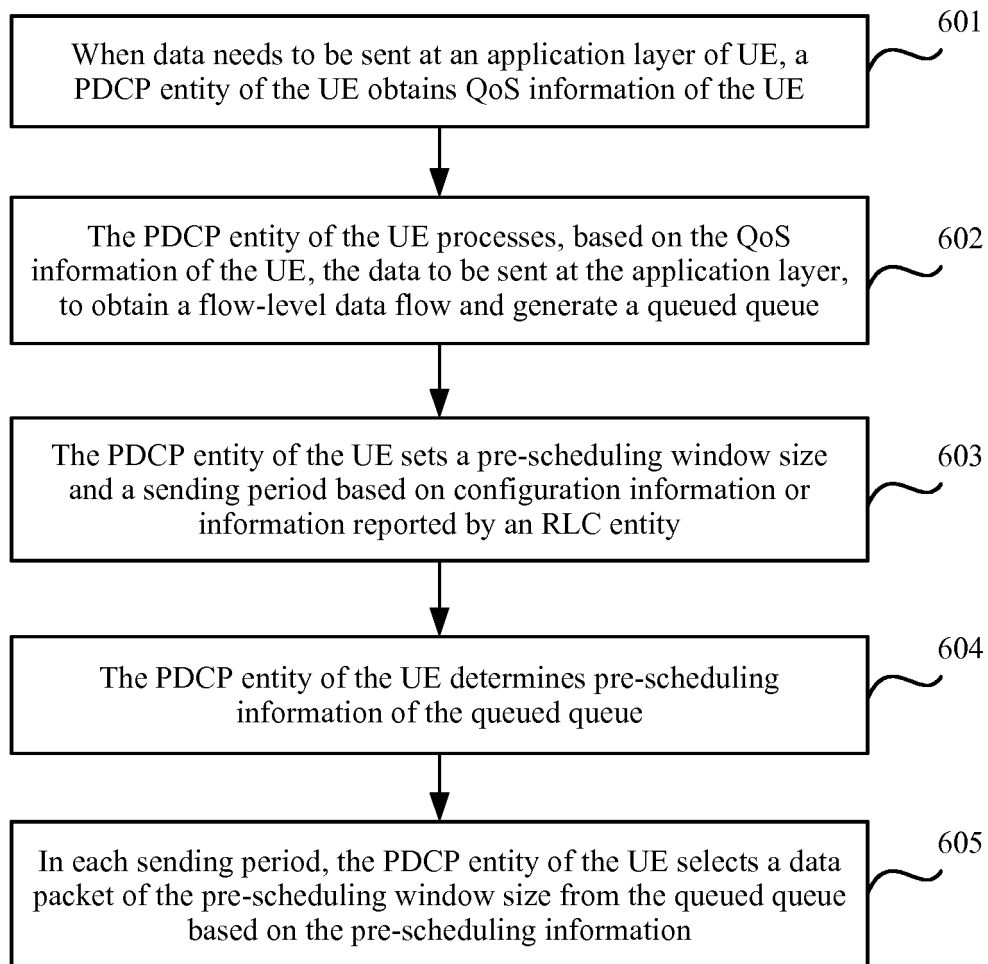 601
When data needs to be sent at an application layer of UE, a
PDCP entity of the UE obtains QoS information of the UE
602
The PDCP entity of the UE processes, based on the QoS
information of the UE, the data to be sent at the application layer,
to obtain a flow-level data flow and generate a queued queue
603
The PDCP entity of the UE sets a pre-scheduling window size
and a sending period based on configuration information or
information reported by an RLC entity
604
The PDCP entity of the UE determines pre-scheduling
information of the queued queue
605
In each sending period, the PDCP entity of the UE selects a data
packet of the pre-scheduling window size from the queued queue
based on the pre-scheduling information